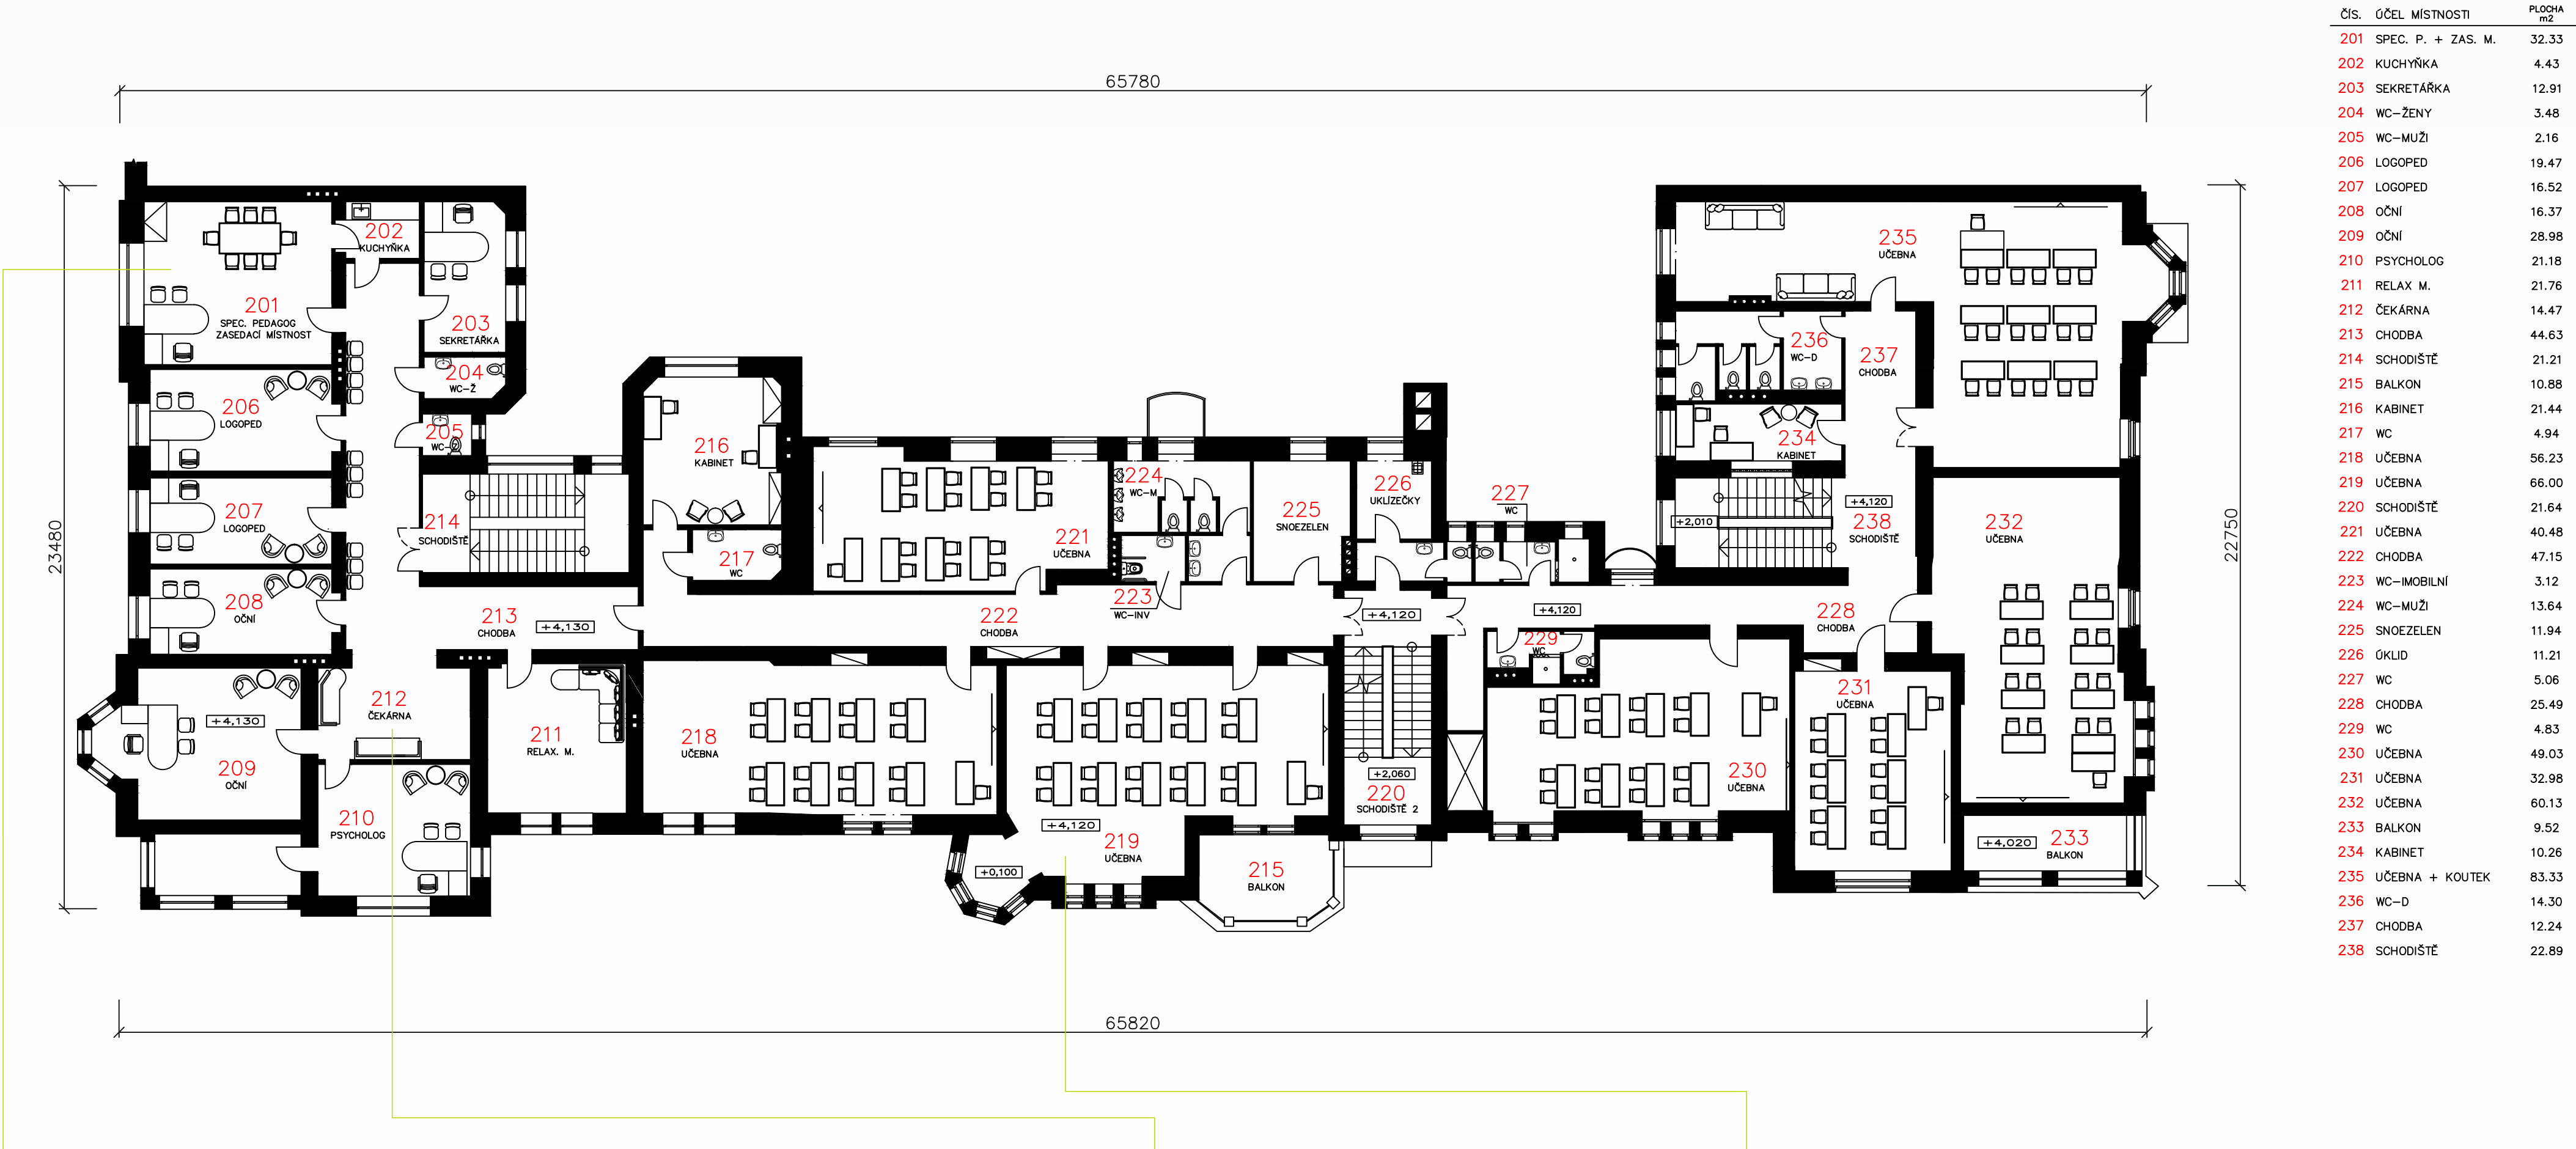 65780
23480
22750
65820
201
SPEC. PEDAGOG
ZASEDACÍ MÍSTNOST
202
KUCHYŇKA
203
SEKRETÁŘKA
204
WC-Ž
205
206
LOGOPED
207
LOGOPED
208
OČNÍ
+4,130
209
OČNÍ
210
PSYCHOLOG
211
RELAX. M.
212
ČEKÁRNA
213
CHODBA
+4,130
214
SCHODIŠTĚ
216
KABINET
217
WC
218
UČEBNA
+4,120
219
UČEBNA
+0,100
215
BALKON
+4,120
+2,060
220
SCHODIŠTĚ 2
221
UČEBNA
222
CHODBA
223
WC-INV
224
WC-M
225
SNOEZELEN
226
UKLÍZEČKY
227
WC
+4,120
228
CHODBA
229
WC
230
UČEBNA
231
UČEBNA
232
UČEBNA
+4,020
233
BALKON
234
KABINET
235
UČEBNA
236
WC-D
237
CHODBA
+4,120
+2,010
238
SCHODIŠTĚ
ČÍS. ÚČEL MÍSTNOSTI PLOCHA
m2
201 SPEC. P. + ZAS. M. 32.33
202 KUCHYŇKA 4.43
203 SEKRETÁŘKA 12.91
204 WC-ŽENY 3.48
205 WC-MUŽI 2.16
206 LOGOPED 19.47
207 LOGOPED 16.52
208 OČNÍ 16.37
209 OČNÍ 28.98
210 PSYCHOLOG 21.18
211 RELAX M. 21.76
212 ČEKÁRNA 14.47
213 CHODBA 44.63
214 SCHODIŠTĚ 21.21
215 BALKON 10.88
216 KABINET 21.44
217 WC 4.94
218 UČEBNA 56.23
219 UČEBNA 66.00
220 SCHODIŠTĚ 21.64
221 UČEBNA 40.48
222 CHODBA 47.15
223 WC-IMOBILNÍ 3.12
224 WC-MUŽI 13.64
225 SNOEZELEN 11.94
226 ÚKLID 11.21
227 WC 5.06
228 CHODBA 25.49
229 WC 4.83
230 UČEBNA 49.03
231 UČEBNA 32.98
232 UČEBNA 60.13
233 BALKON 9.52
234 KABINET 10.26
235 UČEBNA + KOUTEK 83.33
236 WC-D 14.30
237 CHODBA 12.24
238 SCHODIŠTĚ 22.89